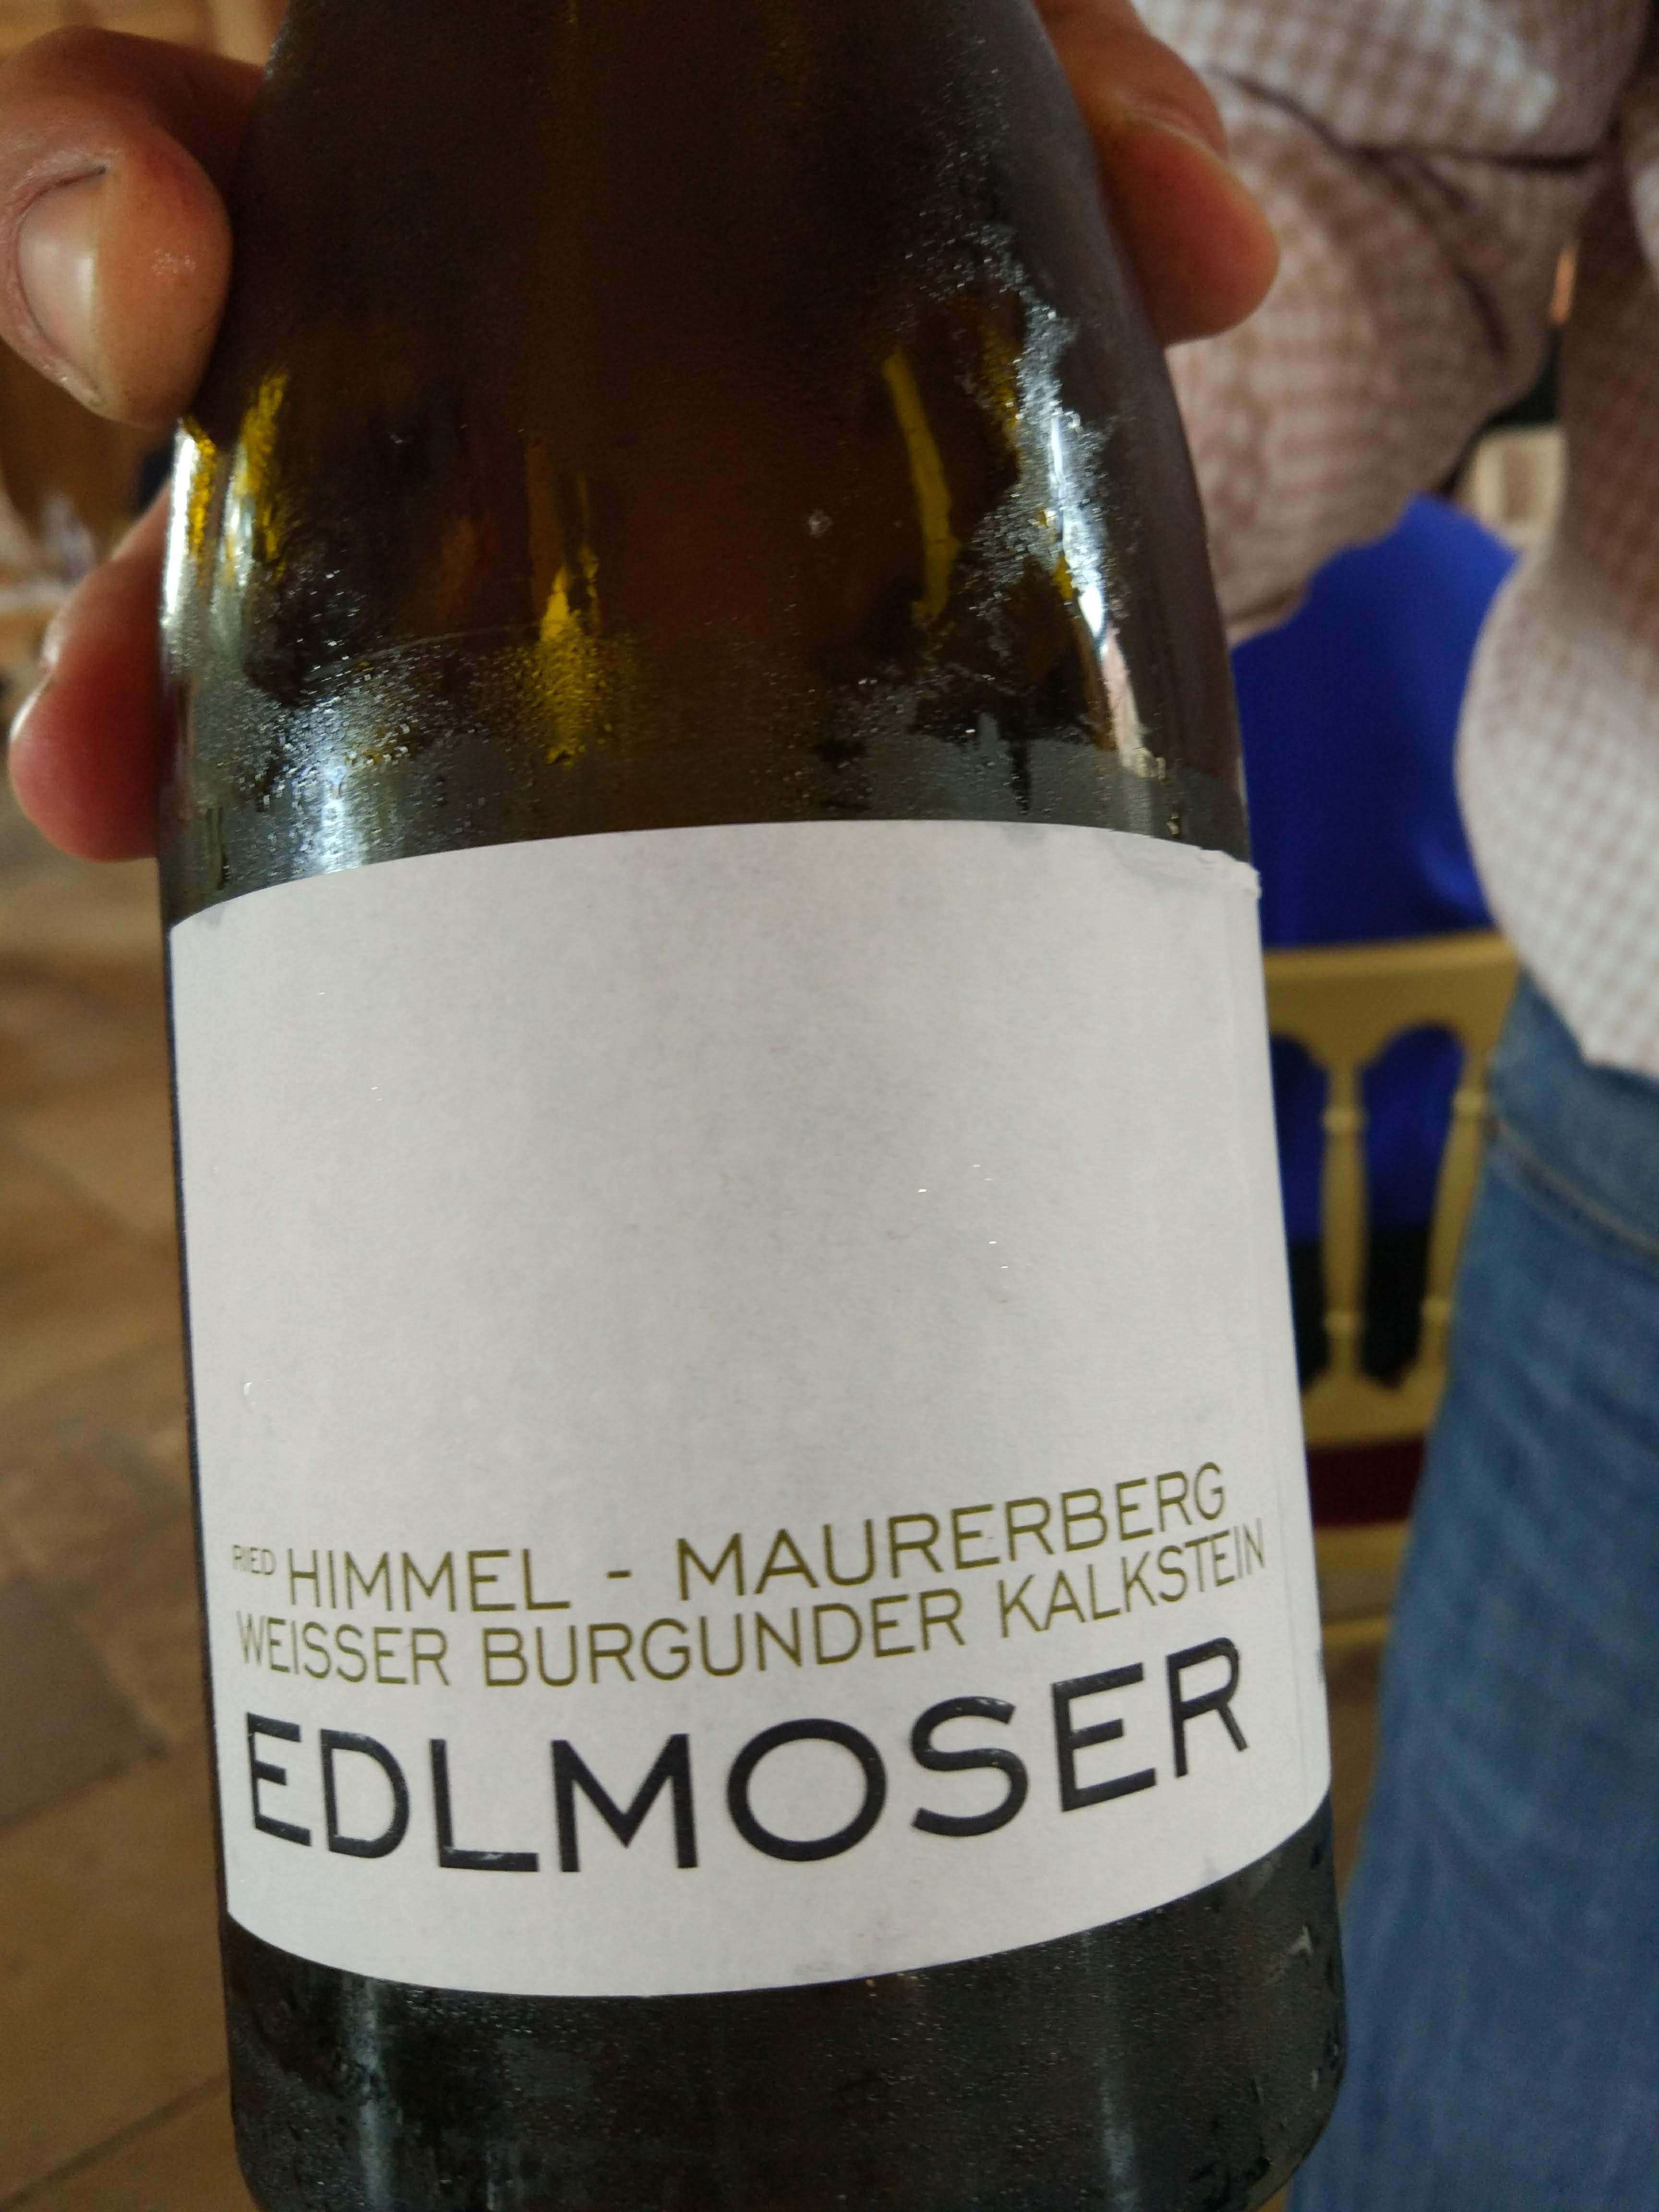 RIED HIMMEL - MAURERBERG
WEISSER BURGUNDER KALKSTEIN
EDLMOSER